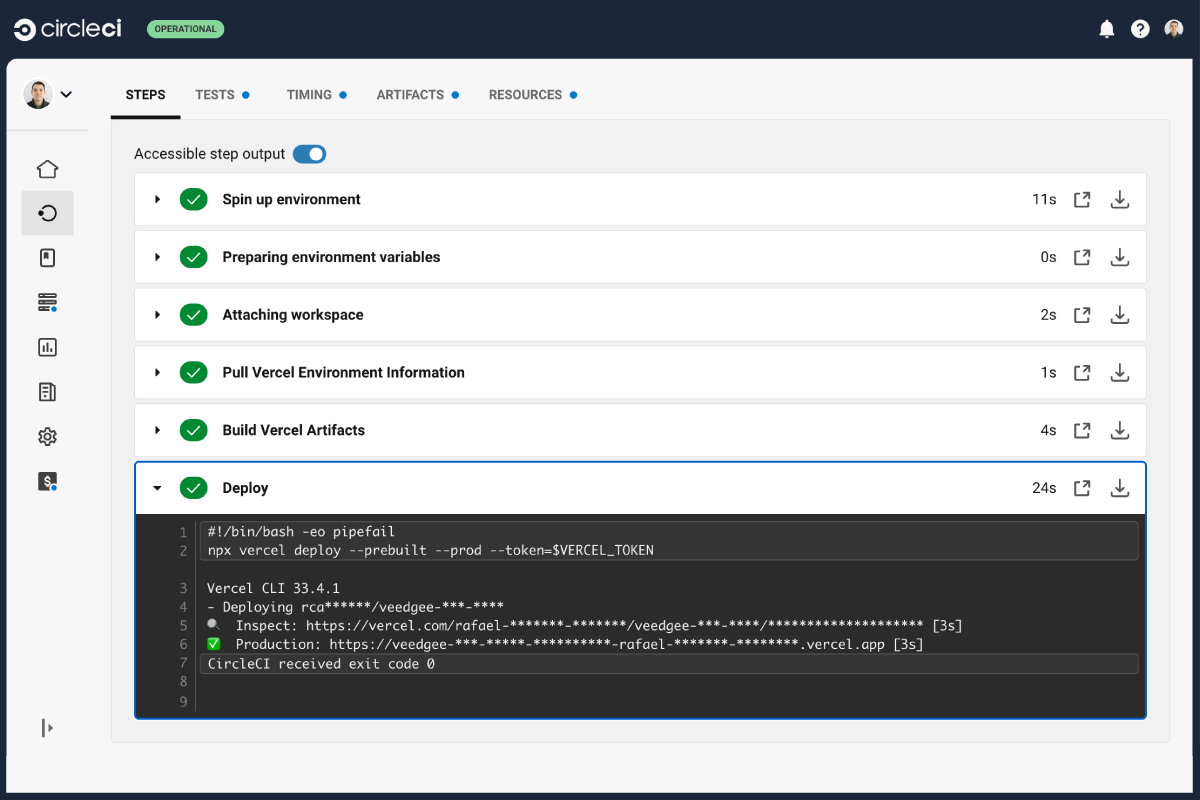 circleci OPERATIONAL
STEPS TESTS TIMING ARTIFACTS RESOURCES
Accessible step output
Spin up environment 11s
Preparing environment variables 0s
Attaching workspace 2s
Pull Vercel Environment Information 1s
Build Vercel Artifacts 4s
Deploy 24s
1 #!/bin/bash -eo pipefail
2 npx vercel deploy --prebuilt --prod --token=$VERCEL_TOKEN
3 Vercel CLI 33.4.1
4 - Deploying rca******/veedgee-***-****
5 🔍 Inspect: https://vercel.com/rafael-*******-*******/veedgee-***-****/******************** [3s]
6 ✅ Production: https://veedgee-***-*****-**********-rafael-*******-********.vercel.app [3s]
7 CircleCI received exit code 0
8
9